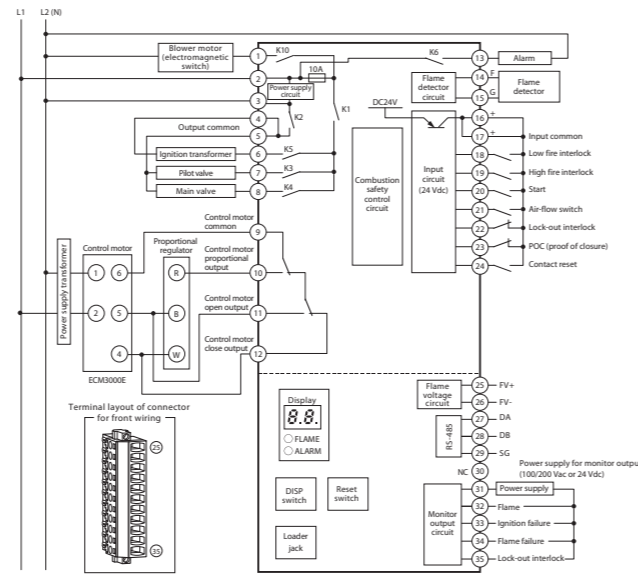 L1 L2 (N)
Blower motor
(electromagnetic
switch)
1
K10
K6
13
Alarm
2
10A
Power supply
circuit
Flame
detector
circuit
14
F
15
G
Flame
detector
3
K1
DC24V
16
+
4
K2
17
+
Input common
Output common
5
Ignition transformer
6
K5
18
Low fire interlock
Pilot valve
7
K3
19
High fire interlock
Main valve
8
K4
Combustion
safety
control
circuit
Input
circuit
(24 Vdc)
20
Start
21
Air-flow switch
22
Lock-out interlock
23
POC (proof of closure)
24
Contact reset
Control motor
common
9
Power supply transformer
Control motor
Proportional
regulator
Control motor
proportional
output
10
1
6
R
Control motor
open output
11
2
5
B
Control motor
close output
12
4
W
ECM3000E
Terminal layout of connector
for front wiring
25
35
Display
8.8.
FLAME
ALARM
DISP
switch
Reset
switch
Loader
jack
Flame
voltage
circuit
25
FV+
26
FV-
RS-485
27
DA
28
DB
29
SG
NC
30
Power supply for monitor output
(100/200 Vac or 24 Vdc)
31
Power supply
Monitor
output
circuit
32
Flame
33
Ignition failure
34
Flame failure
35
Lock-out interlock